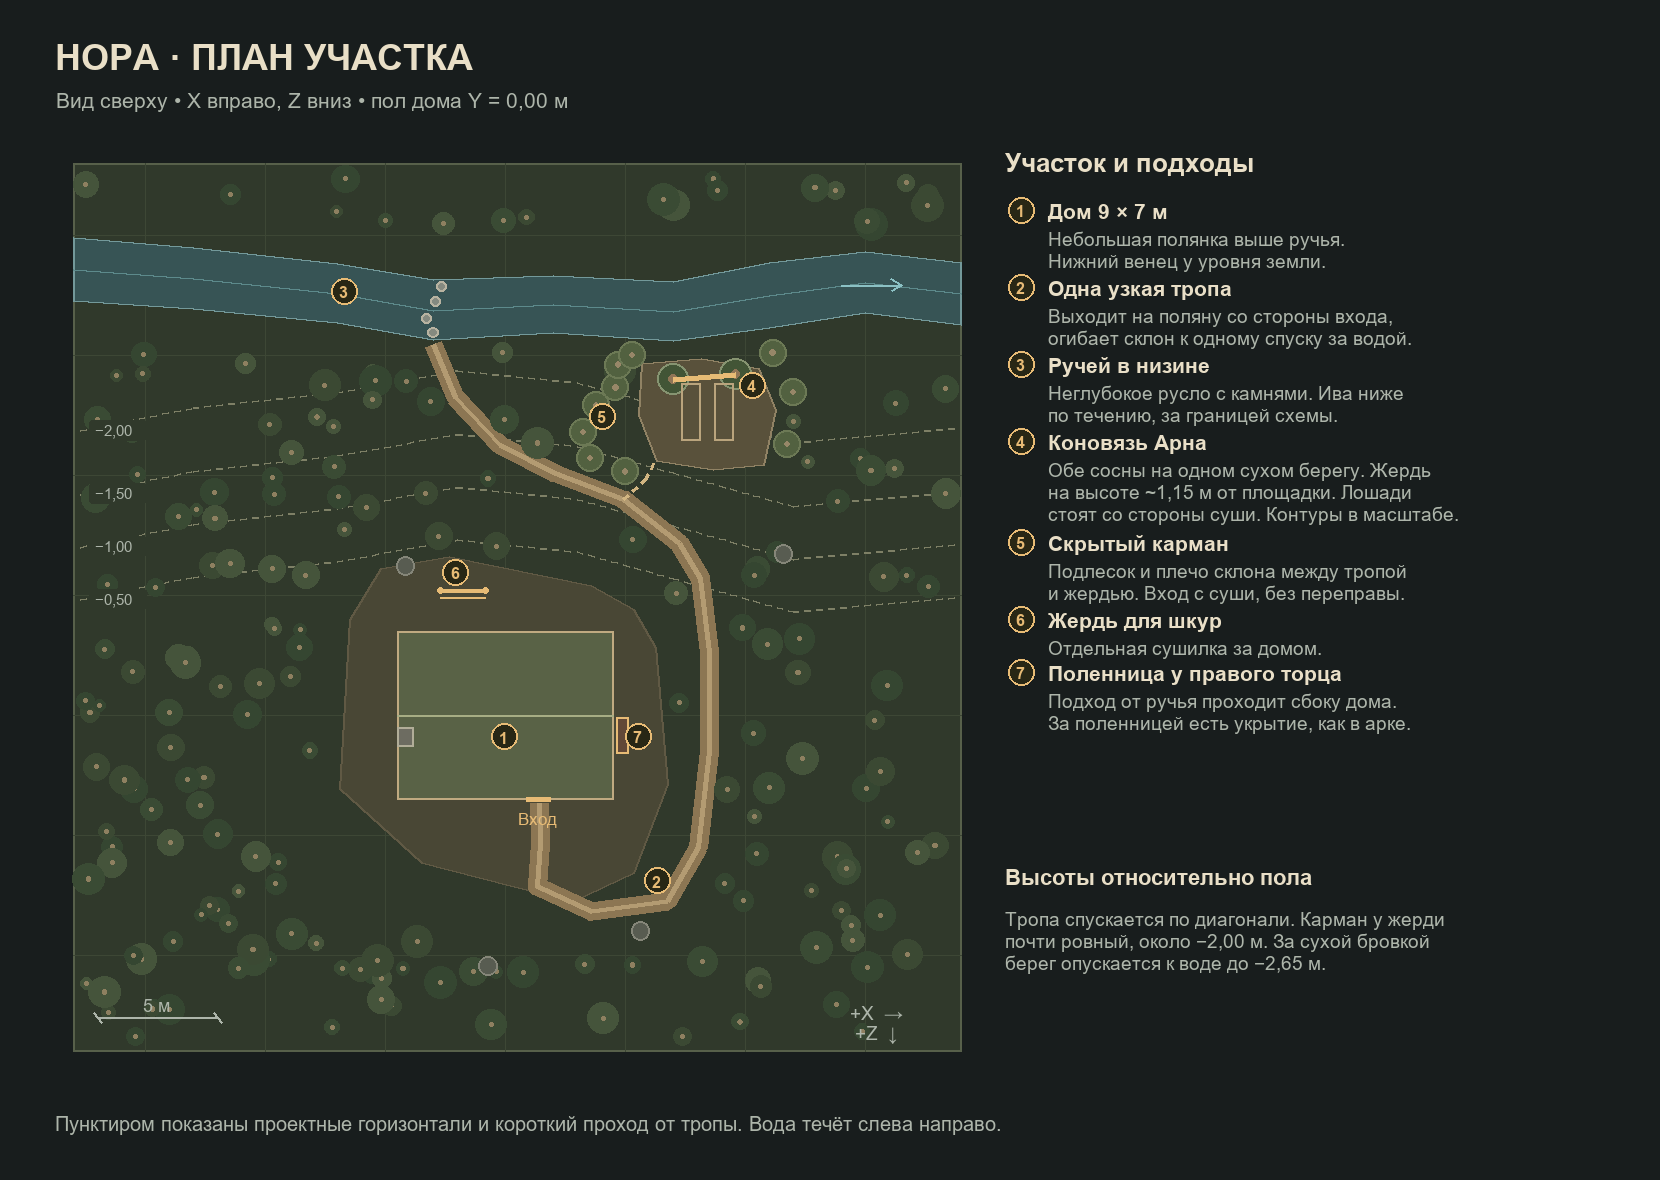 НОРА · ПЛАН УЧАСТКА
Вид сверху • X вправо, Z вниз • пол дома Y = 0,00 м
3
4
5
−2,00
−1,50
−1,00
−0,50
6
1
7
Вход
2
5 м
+X →
+Z ↓
Участок и подходы
1 Дом 9 × 7 м
Небольшая полянка выше ручья.
Нижний венец у уровня земли.
2 Одна узкая тропа
Выходит на поляну со стороны входа,
огибает склон к одному спуску за водой.
3 Ручей в низине
Неглубокое русло с камнями. Ива ниже
по течению, за границей схемы.
4 Коновязь Арна
Обе сосны на одном сухом берегу. Жердь
на высоте ~1,15 м от площадки. Лошади
стоят со стороны суши. Контуры в масштабе.
5 Скрытый карман
Подлесок и плечо склона между тропой
и жердью. Вход с суши, без переправы.
6 Жердь для шкур
Отдельная сушилка за домом.
7 Поленница у правого торца
Подход от ручья проходит сбоку дома.
За поленницей есть укрытие, как в арке.
Высоты относительно пола
Тропа спускается по диагонали. Карман у жерди
почти ровный, около −2,00 м. За сухой бровкой
берег опускается к воде до −2,65 м.
Пунктиром показаны проектные горизонтали и короткий проход от тропы. Вода течёт слева направо.